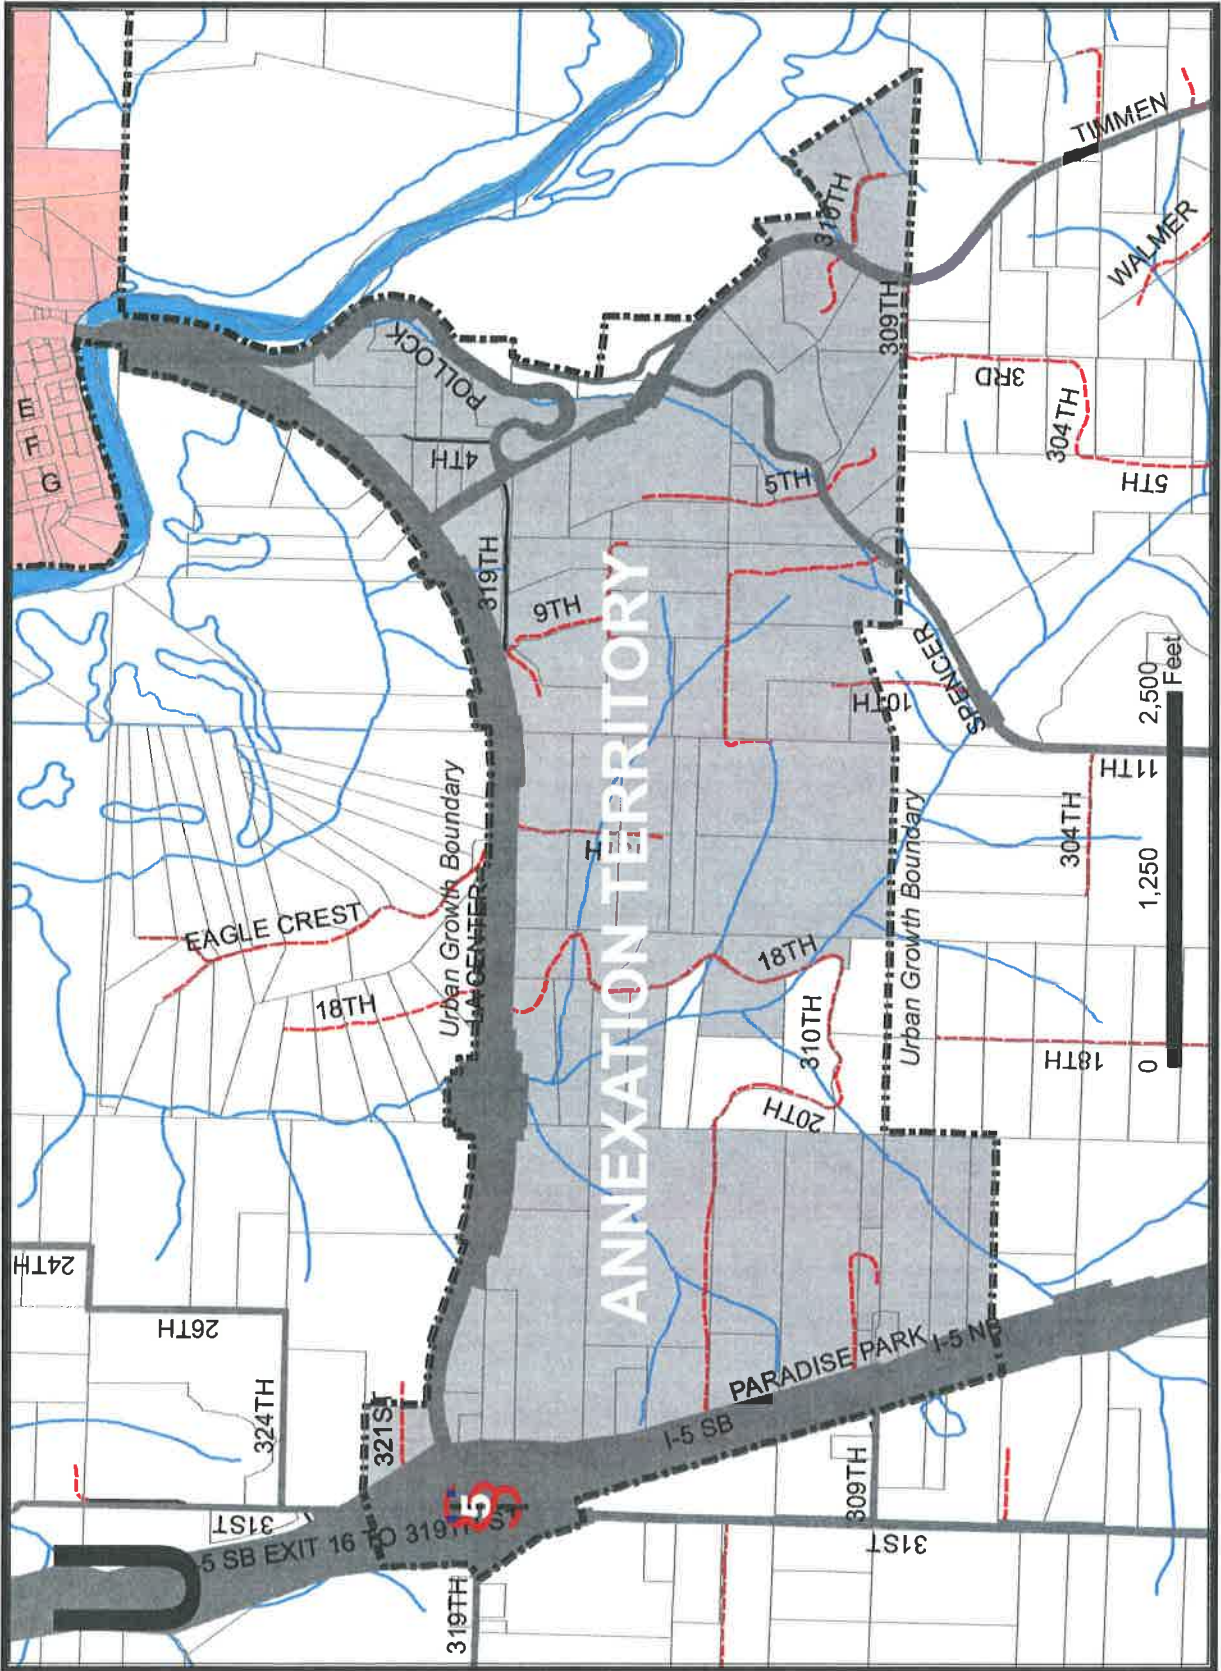 E
F
G
TIMMEN
WALMER
310TH
309TH
3RD
304TH
5TH
POLLOCK
4TH
5TH
319TH
9TH
10TH
SPENCER
11TH
304TH
18TH
ANNEXATION TERRITORY
Urban Growth Boundary
EAGLE CREST
18TH
18TH
310TH
20TH
Urban Growth Boundary
0
1,250
2,500
Feet
24TH
26TH
324TH
321ST
31ST
5 SB EXIT 16 TO 319TH ST
5
319TH
I-5 SB
PARADISE PARK
I-5 NB
309TH
31ST